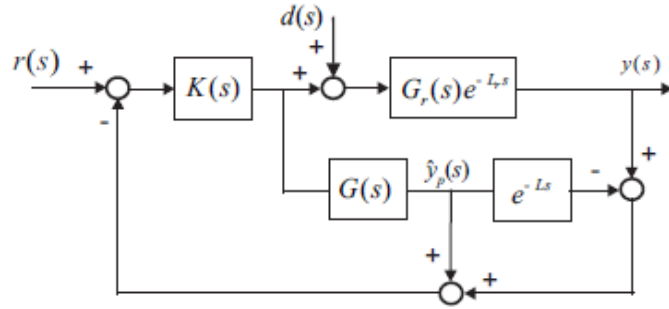 d(s)
r(s) + + y(s)
K(s) + G_r(s)e^{-L_r s}
- ŷ_p(s) +
G(s) e^{-Ls} -
+ +